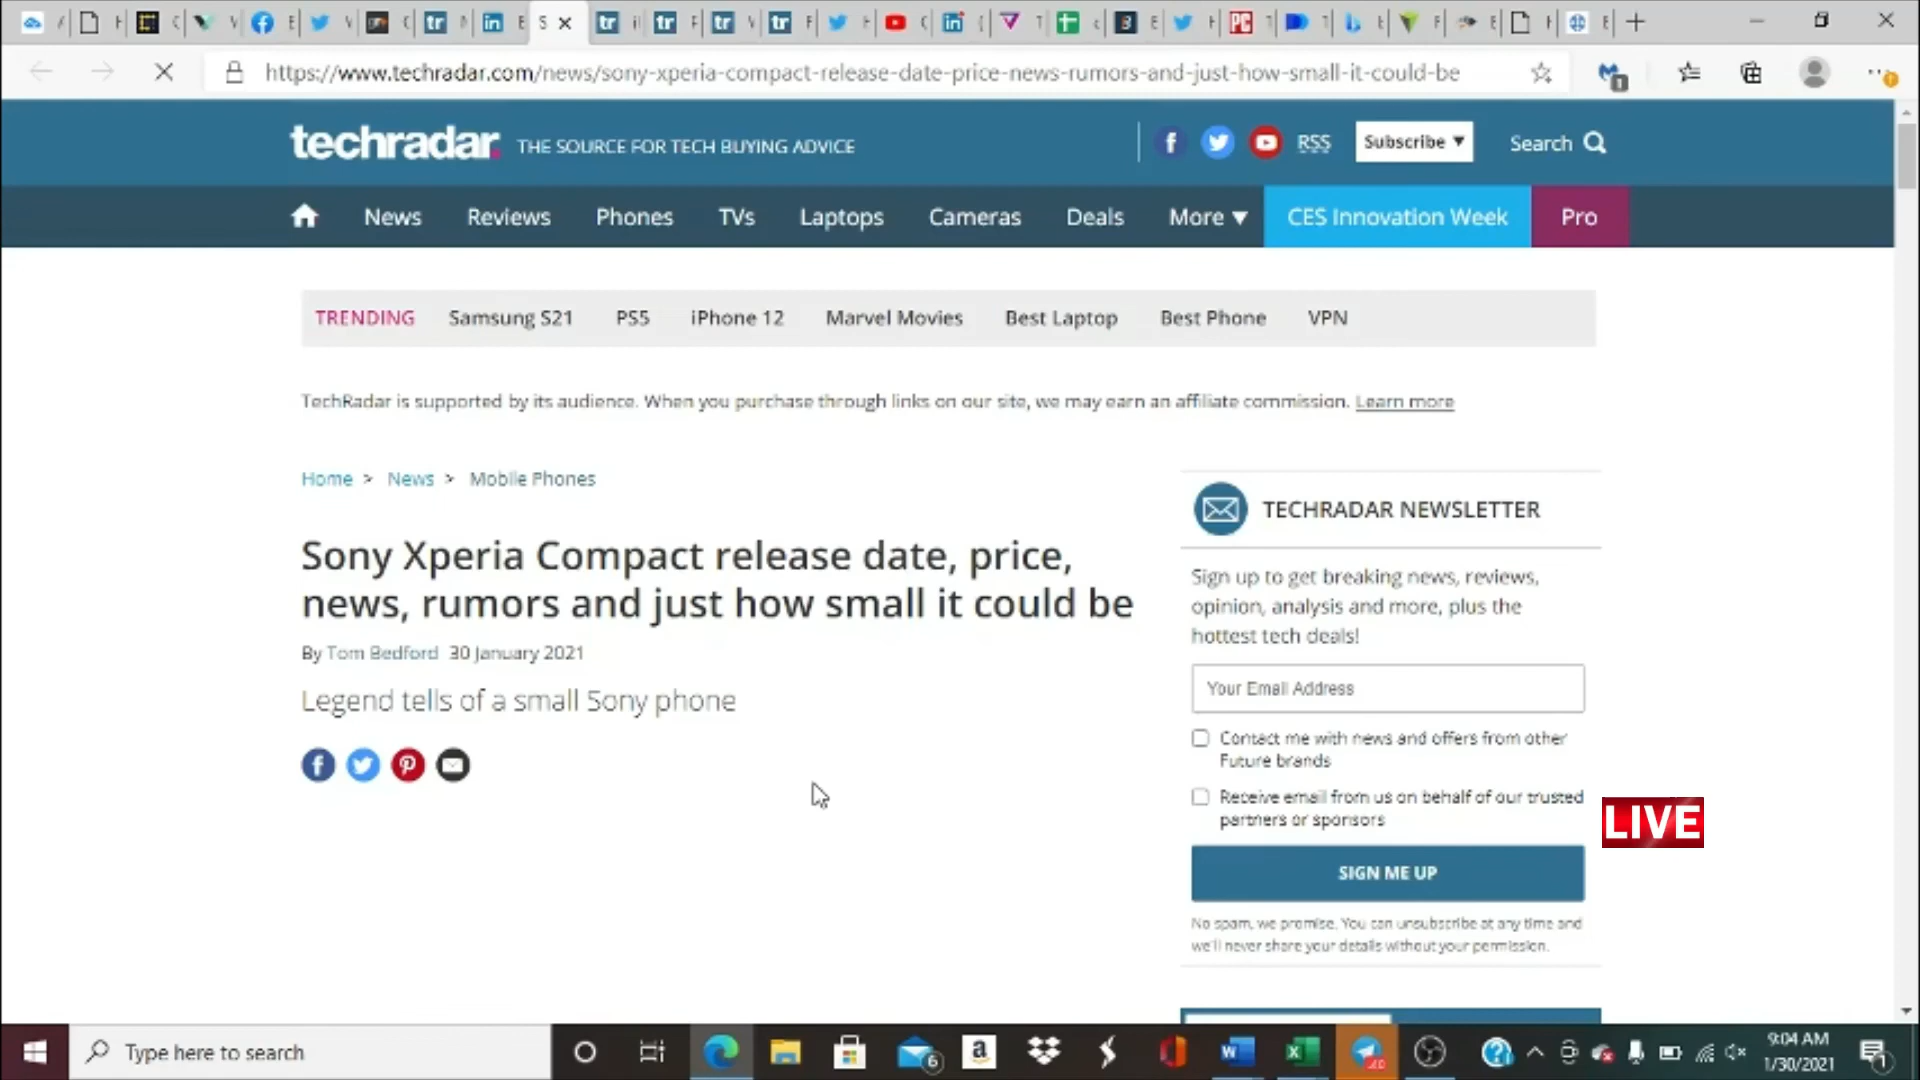 https://www.techradar.com/news/sony-xperia-compact-release-date-price-news-rumors-and-just-how-small-it-could-be
techradar. THE SOURCE FOR TECH BUYING ADVICE
RSS Subscribe ▼ Search
News Reviews Phones TVs Laptops Cameras Deals More ▼ CES Innovation Week Pro
TRENDING Samsung S21 PS5 iPhone 12 Marvel Movies Best Laptop Best Phone VPN
TechRadar is supported by its audience. When you purchase through links on our site, we may earn an affiliate commission. Learn more
Home > News > Mobile Phones
Sony Xperia Compact release date, price,
news, rumors and just how small it could be
By Tom Bedford 30 January 2021
Legend tells of a small Sony phone
TECHRADAR NEWSLETTER
Sign up to get breaking news, reviews,
opinion, analysis and more, plus the
hottest tech deals!
Your Email Address
Contact me with news and offers from other
Future brands
Receive email from us on behalf of our trusted
partners or sponsors
LIVE
SIGN ME UP
No spam, we promise. You can unsubscribe at any time and
we'll never share your details without your permission.
Type here to search
9:04 AM
1/30/2021